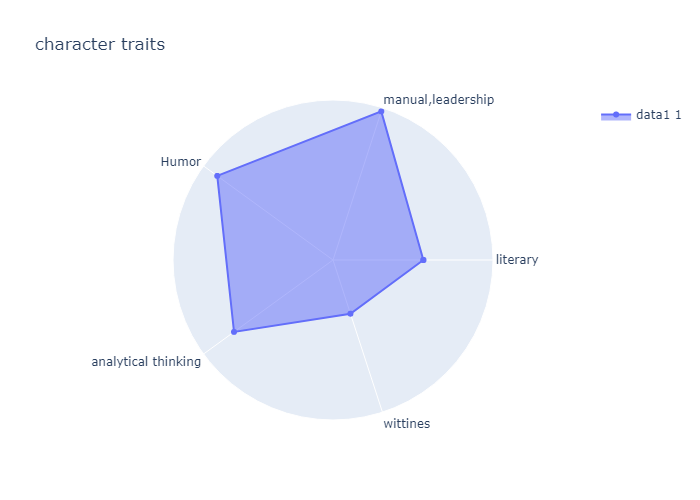 character traits
manual,leadership
data1 1
Humor
literary
analytical thinking
wittines